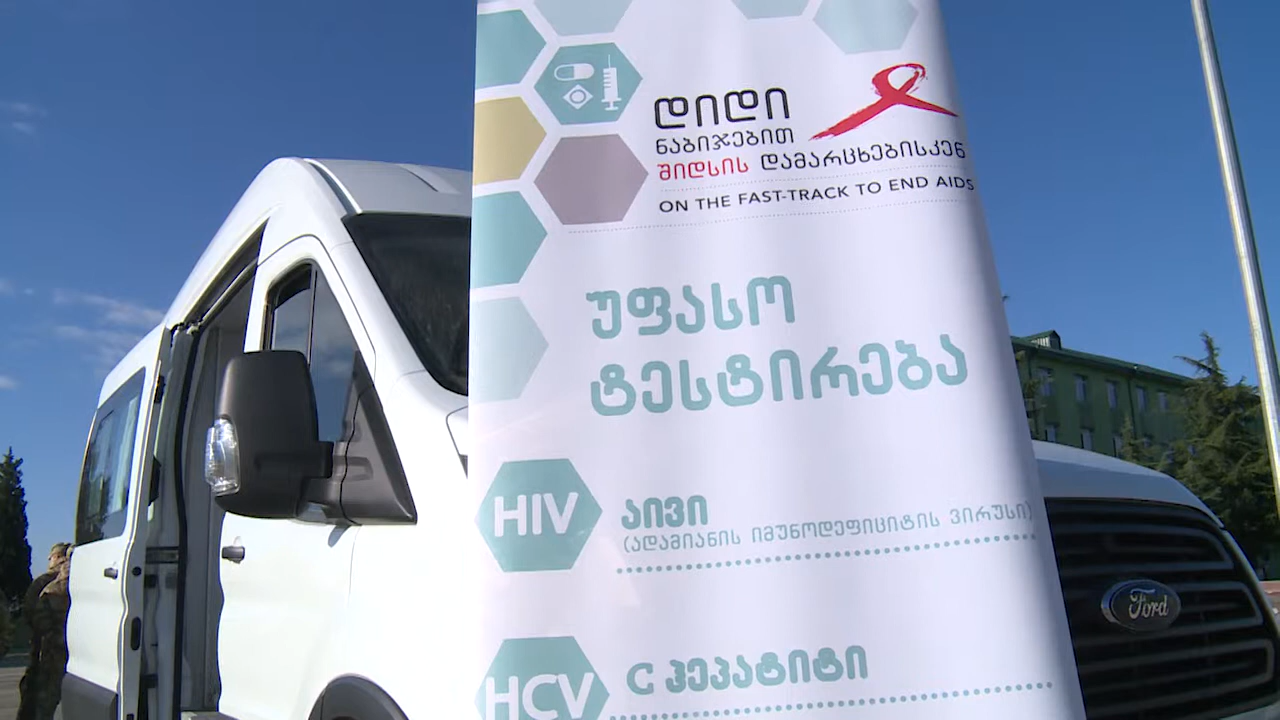 დიდი
ნაბიჯებით
შიდსის დამარცხებისკენ
ON THE FAST-TRACK TO END AIDS
უფასო
ტესტირება
HIV
აივი
(ადამიანის იმუნოდეფიციტის ვირუსი)
HCV
C ჰეპატიტი
Ford